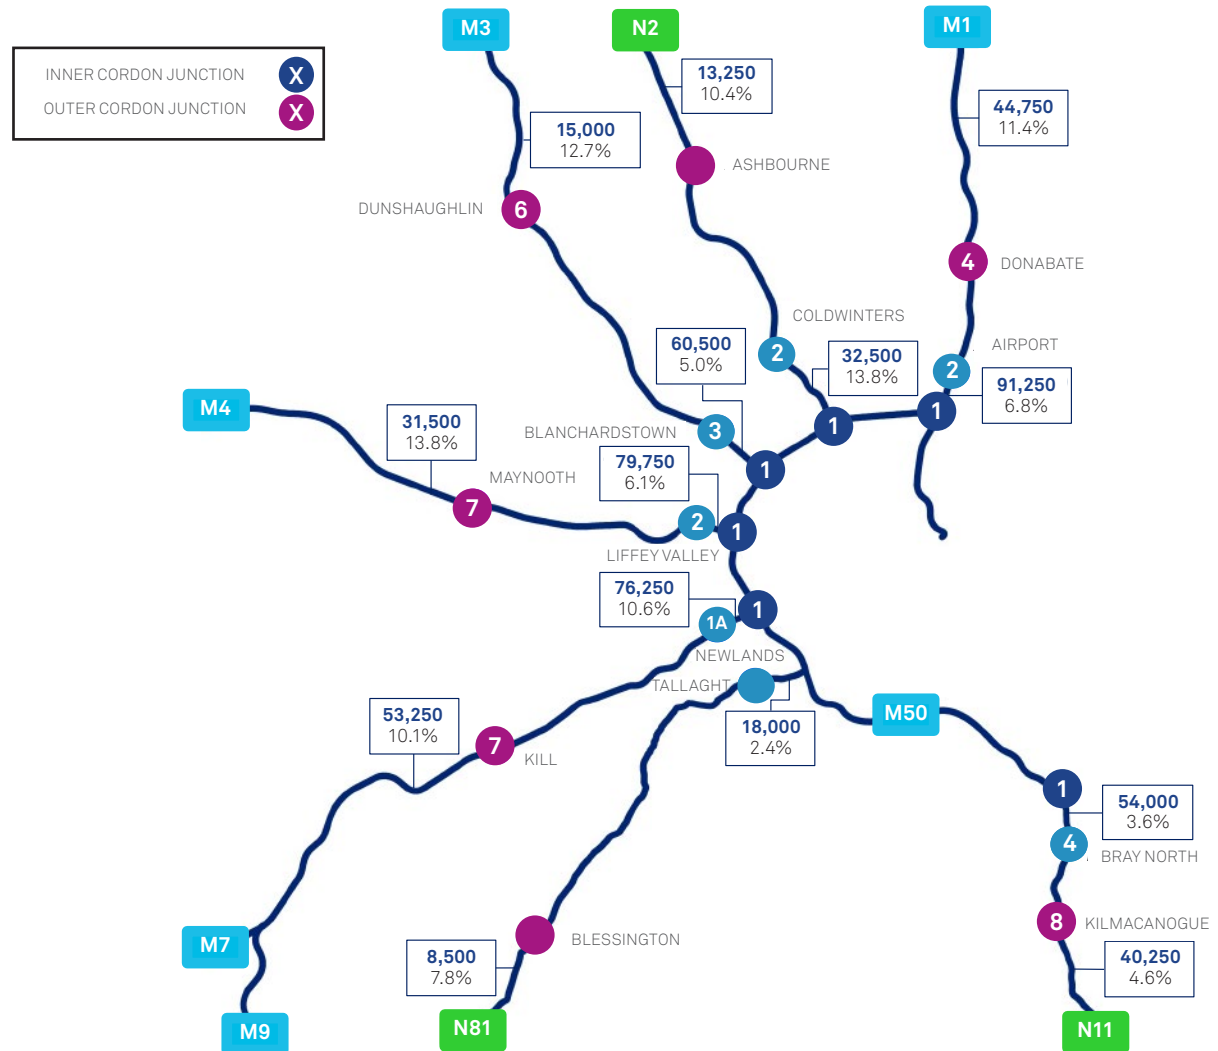 M3
N2
M1
INNER CORDON JUNCTION
X
OUTER CORDON JUNCTION
X
13,250
10.4%
44,750
11.4%
15,000
12.7%
ASHBOURNE
DUNSHAUGHLIN
6
4
DONABATE
COLDWINTERS
60,500
5.0%
2
32,500
13.8%
AIRPORT
2
91,250
6.8%
M4
31,500
13.8%
BLANCHARDSTOWN
3
1
1
79,750
6.1%
1
MAYNOOTH
7
2
1
LIFFEY VALLEY
76,250
10.6%
1
1A
NEWLANDS
TALLAGHT
53,250
10.1%
18,000
2.4%
M50
7
KILL
1
54,000
3.6%
4
BRAY NORTH
8
KILMACANOGUE
M7
BLESSINGTON
8,500
7.8%
40,250
4.6%
M9
N81
N11